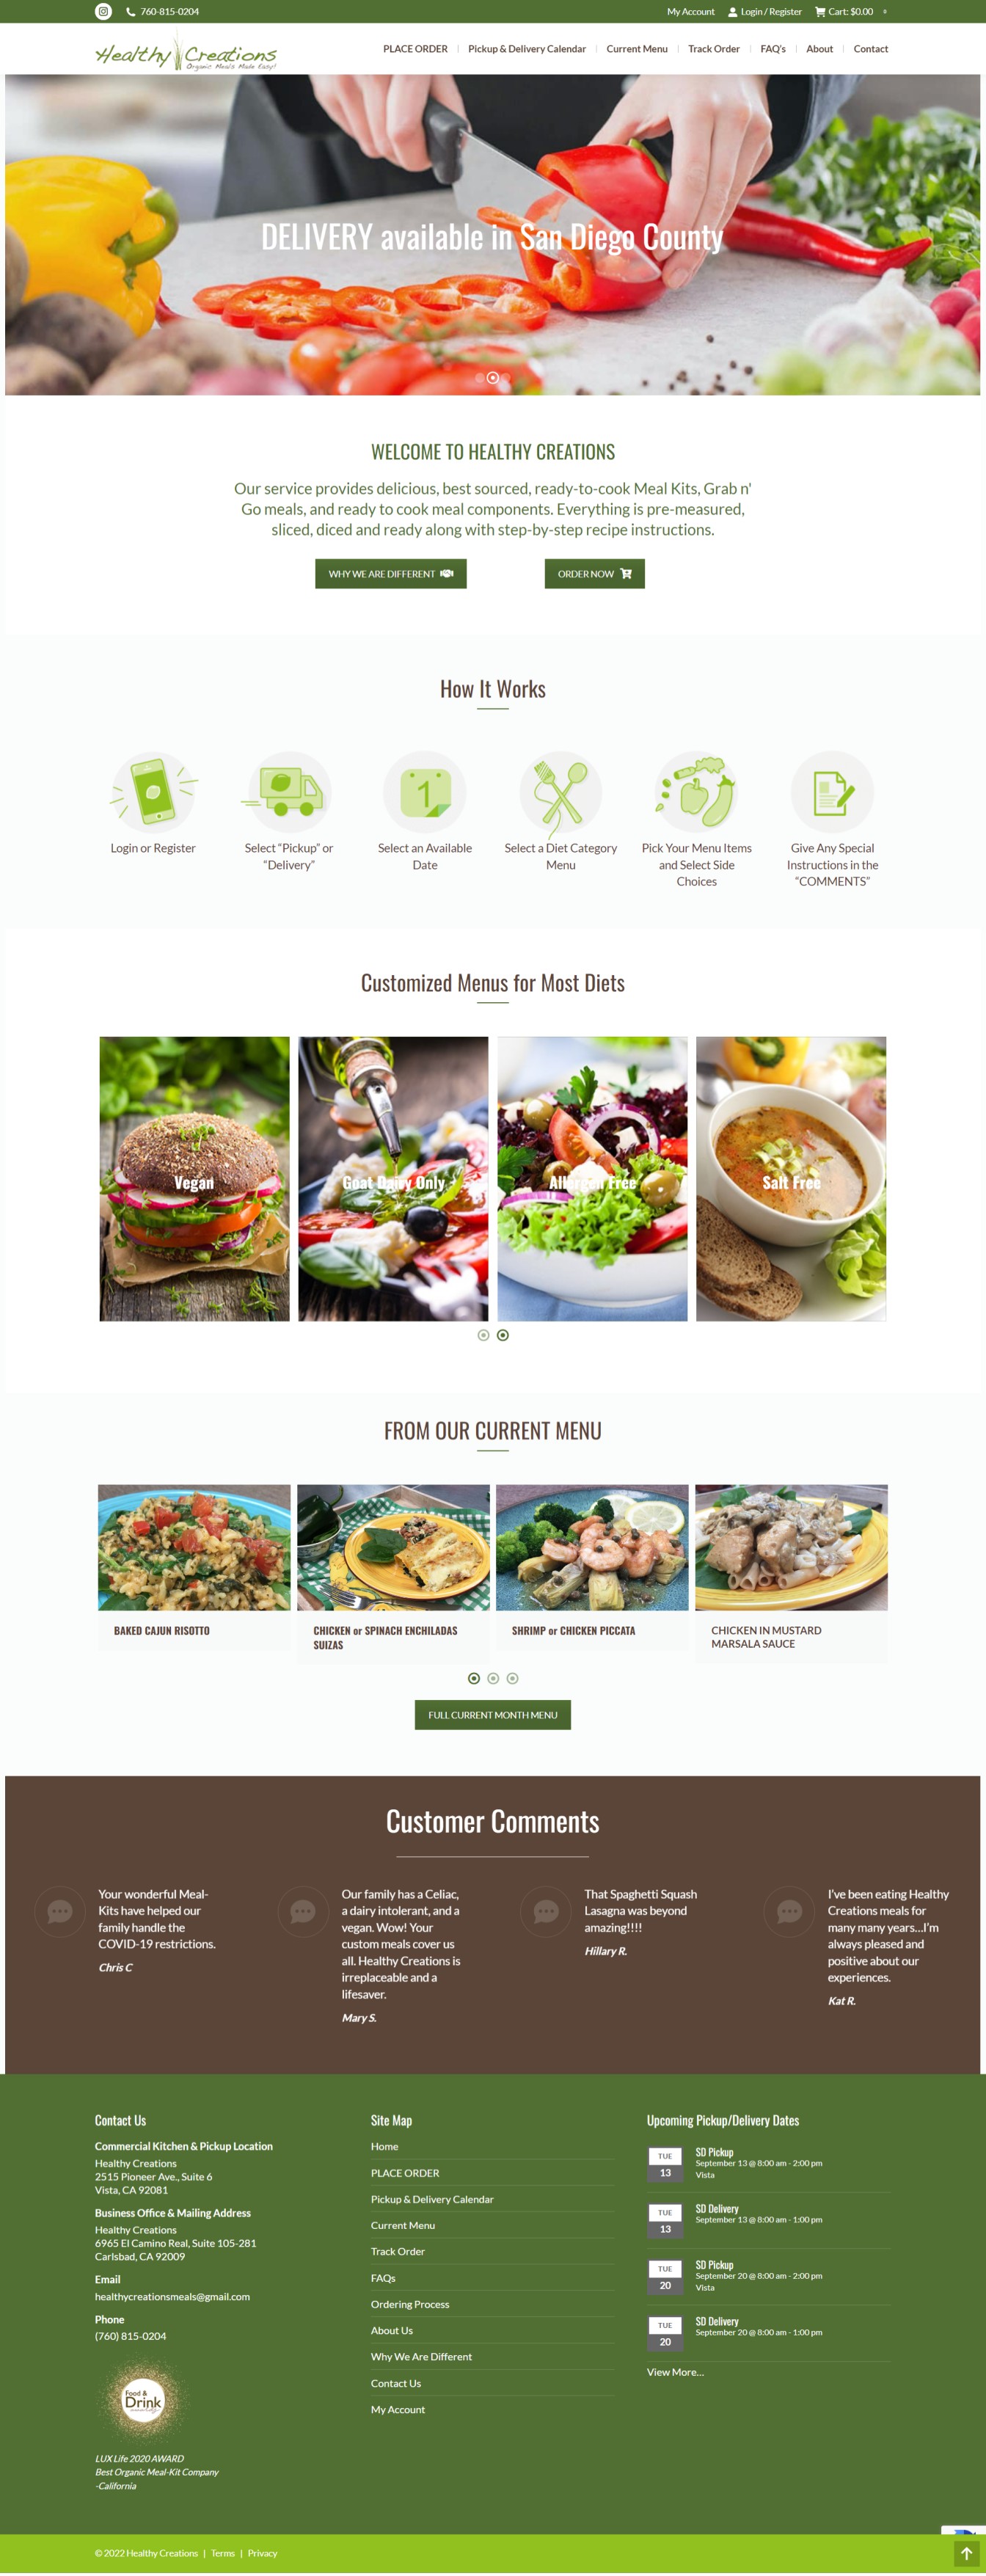 760-815-0204
My Account
Login / Register
Cart: $0.00
0
Healthy Creations
Organic Meals Made Easy!
PLACE ORDER
Pickup & Delivery Calendar
Current Menu
Track Order
FAQ's
About
Contact
DELIVERY available in San Diego County
WELCOME TO HEALTHY CREATIONS
Our service provides delicious, best sourced, ready-to-cook Meal Kits, Grab n'
Go meals, and ready to cook meal components. Everything is pre-measured,
sliced, diced and ready along with step-by-step recipe instructions.
WHY WE ARE DIFFERENT
ORDER NOW
How It Works
1
Login or Register
Select "Pickup" or
"Delivery"
Select an Available
Date
Select a Diet Category
Menu
Pick Your Menu Items
and Select Side
Choices
Give Any Special
Instructions in the
"COMMENTS"
Customized Menus for Most Diets
Vegan
Goat Dairy Only
Allergen Free
Salt Free
FROM OUR CURRENT MENU
BAKED CAJUN RISOTTO
CHICKEN or SPINACH ENCHILADAS
SUIZAS
SHRIMP or CHICKEN PICCATA
CHICKEN IN MUSTARD
MARSALA SAUCE
FULL CURRENT MONTH MENU
Customer Comments
Your wonderful Meal-
Kits have helped our
family handle the
COVID-19 restrictions.
Chris C
Our family has a Celiac,
a dairy intolerant, and a
vegan. Wow! Your
custom meals cover us
all. Healthy Creations is
irreplaceable and a
lifesaver.
Mary S.
That Spaghetti Squash
Lasagna was beyond
amazing!!!!
Hillary R.
I've been eating Healthy
Creations meals for
many many years...I'm
always pleased and
positive about our
experiences.
Kat R.
Contact Us
Commercial Kitchen & Pickup Location
Healthy Creations
2515 Pioneer Ave., Suite 6
Vista, CA 92081
Business Office & Mailing Address
Healthy Creations
6965 El Camino Real, Suite 105-281
Carlsbad, CA 92009
Email
healthycreationsmeals@gmail.com
Phone
(760) 815-0204
Food &
Drink
LUX Life 2020 AWARD
Best Organic Meal-Kit Company
-California
Site Map
Home
PLACE ORDER
Pickup & Delivery Calendar
Current Menu
Track Order
FAQs
Ordering Process
About Us
Why We Are Different
Contact Us
My Account
Upcoming Pickup/Delivery Dates
TUE
13
SD Pickup
September 13 @ 8:00 am - 2:00 pm
Vista
TUE
13
SD Delivery
September 13 @ 8:00 am - 1:00 pm
TUE
20
SD Pickup
September 20 @ 8:00 am - 2:00 pm
Vista
TUE
20
SD Delivery
September 20 @ 8:00 am - 1:00 pm
View More...
© 2022 Healthy Creations | Terms | Privacy